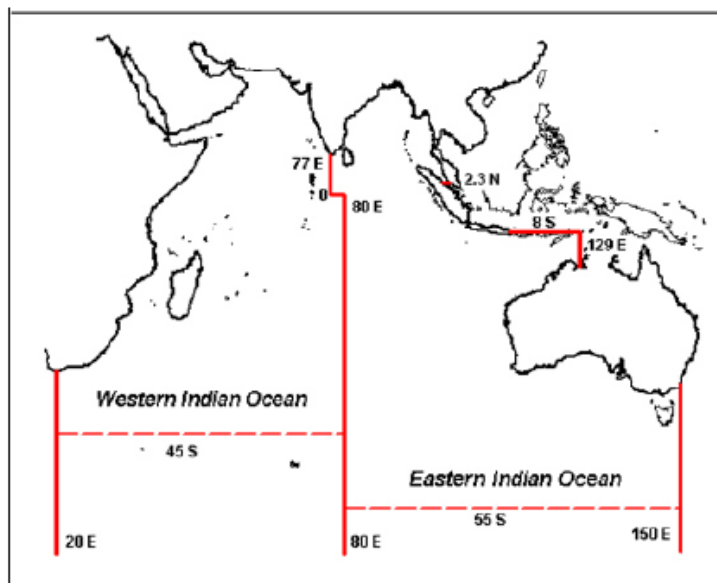 77 E
2.3 N
0
80 E
8 S
129 E
Western Indian Ocean
45 S
Eastern Indian Ocean
55 S
20 E
80 E
150 E